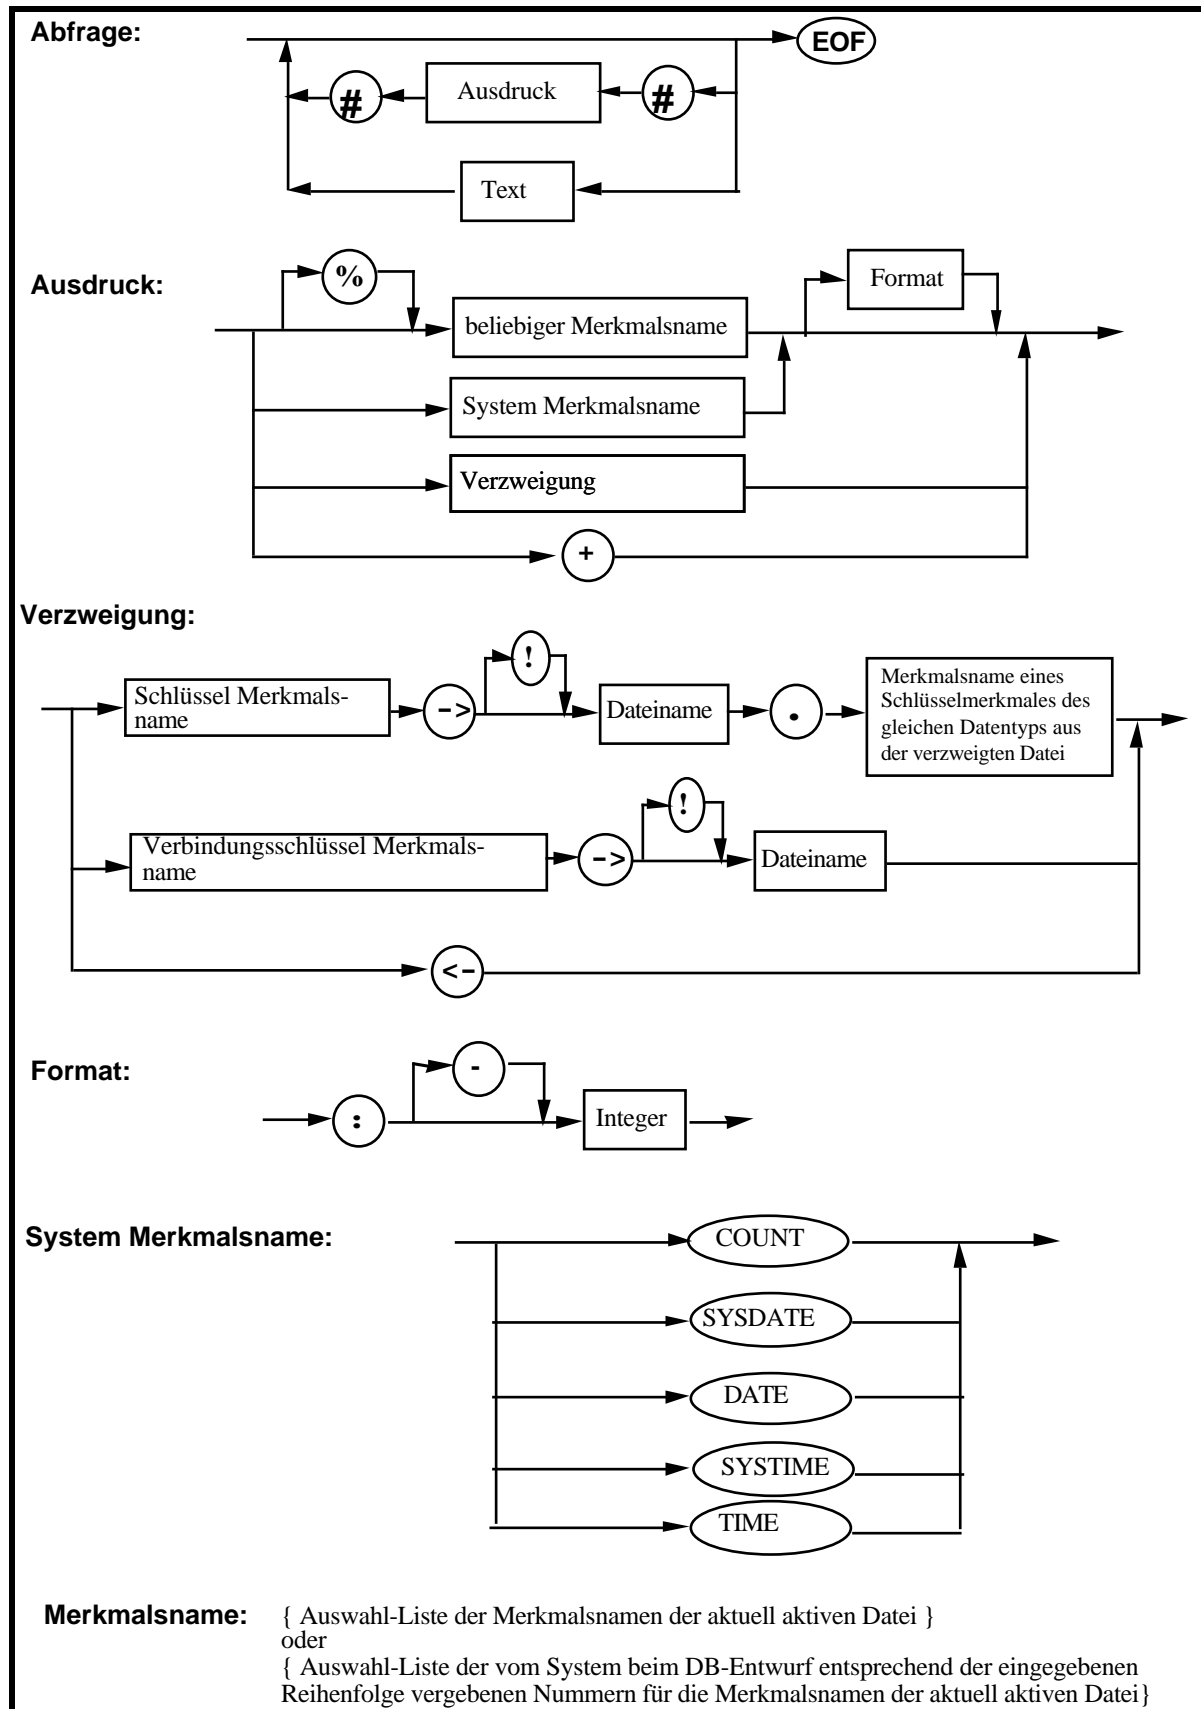 Abfrage:
EOF
# Ausdruck #
Text
Ausdruck:
%
Format
beliebiger Merkmalsname
System Merkmalsname
Verzweigung
+
Verzweigung:
!
Schlüssel Merkmals-
name
->
Dateiname
.
Merkmalsname eines
Schlüsselmerkmales des
gleichen Datentyps aus
der verzweigten Datei
!
Verbindungsschlüssel Merkmals-
name
->
Dateiname
<-
Format:
-
:
Integer
System Merkmalsname:
COUNT
SYSDATE
DATE
SYSTIME
TIME
Merkmalsname:
{ Auswahl-Liste der Merkmalsnamen der aktuell aktiven Datei }
oder
{ Auswahl-Liste der vom System beim DB-Entwurf entsprechend der eingegebenen
Reihenfolge vergebenen Nummern für die Merkmalsnamen der aktuell aktiven Datei}